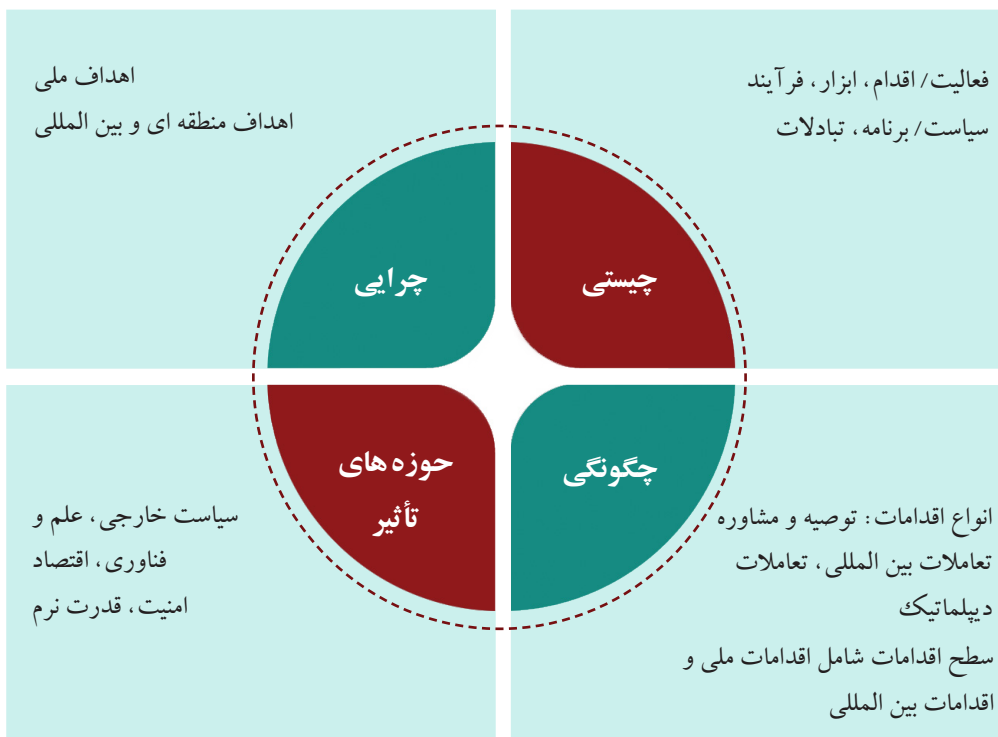 فعالیت/ اقدام، ابزار، فرآیند
سیاست/ برنامه، تبادلات
چیستی
اهداف ملی
اهداف منطقه ای و بین المللی
چرایی
چگونگی
انواع اقدامات: توصیه و مشاوره
تعاملات بین المللی، تعاملات
دیپلماتیک
سطح اقدامات شامل اقدامات ملی و
اقدامات بین المللی
حوزه های
تأثیر
سیاست خارجی، علم و
فناوری، اقتصاد
امنیت، قدرت نرم